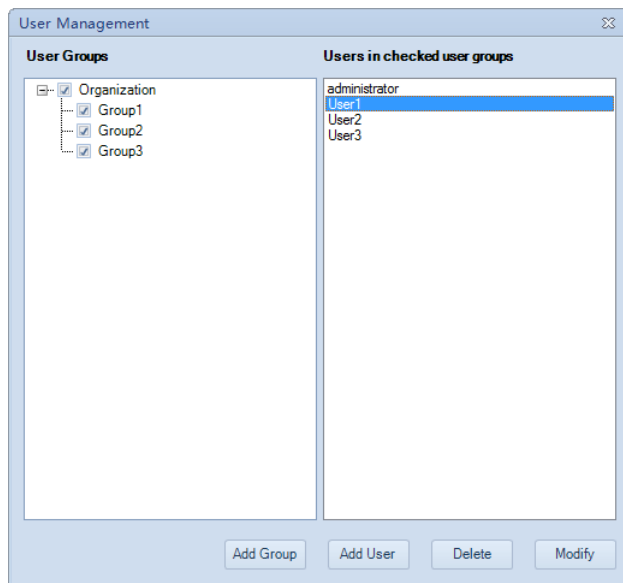 User Management
User Groups
Users in checked user groups
Organization
Group1
Group2
Group3
administrator
User1
User2
User3
Add Group
Add User
Delete
Modify